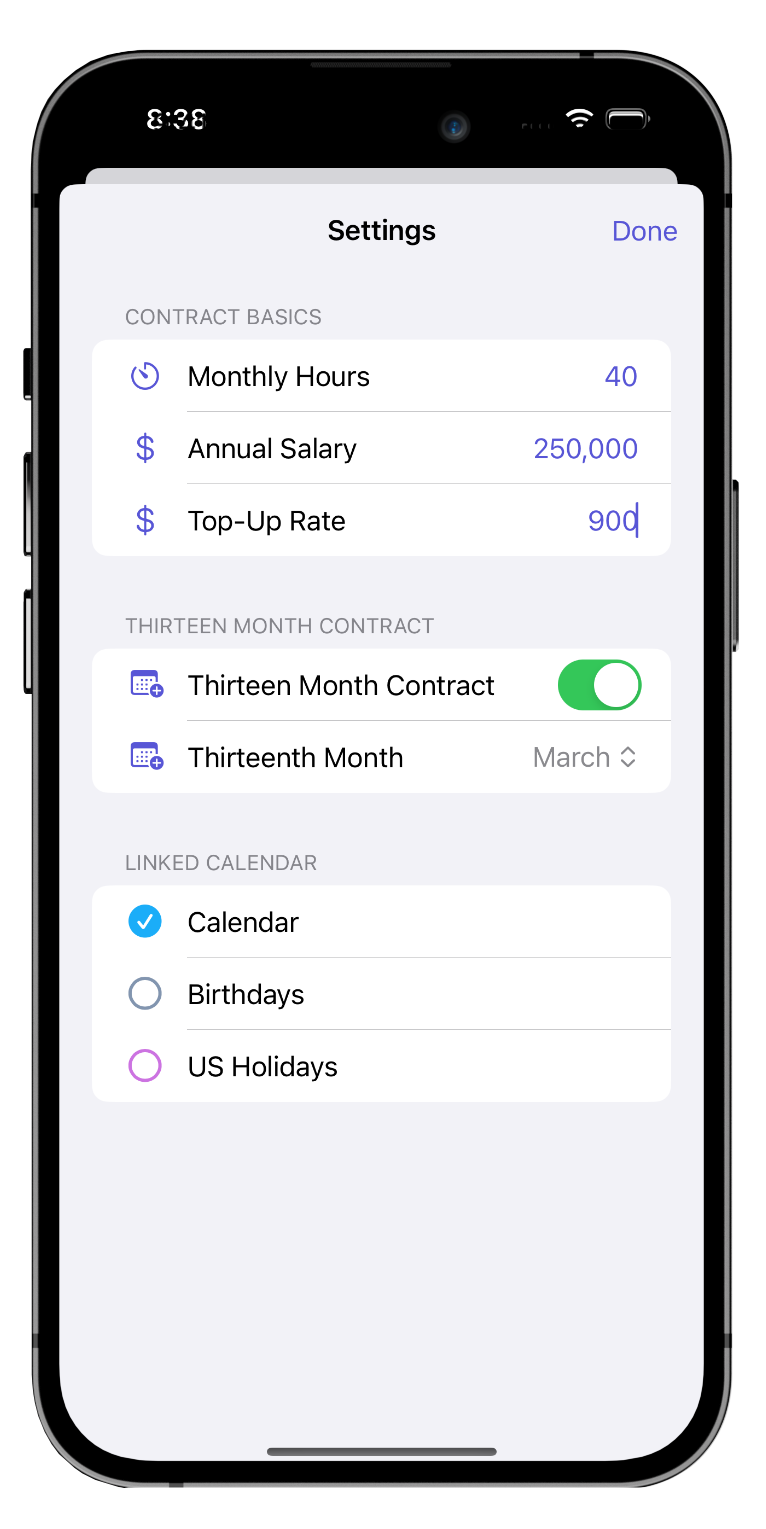 8:38
Settings
Done
CONTRACT BASICS
Monthly Hours 40
$ Annual Salary 250,000
$ Top-Up Rate 900
THIRTEEN MONTH CONTRACT
Thirteen Month Contract
Thirteenth Month March
LINKED CALENDAR
Calendar
Birthdays
US Holidays